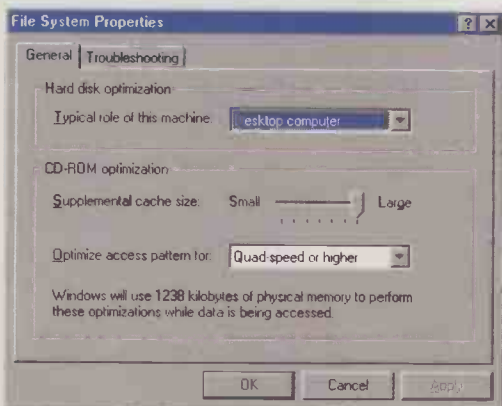 File System Properties
General Troubleshooting
Hard disk optimization
Typical role of this machine: esktop computer
CD-ROM optimization
Supplemental cache size: Small Large
Optimize access pattern for: Quad-speed or higher
Windows will use 1238 kilobytes of physical memory to perform
these optimizations while data is being accessed.
OK Cancel Apply